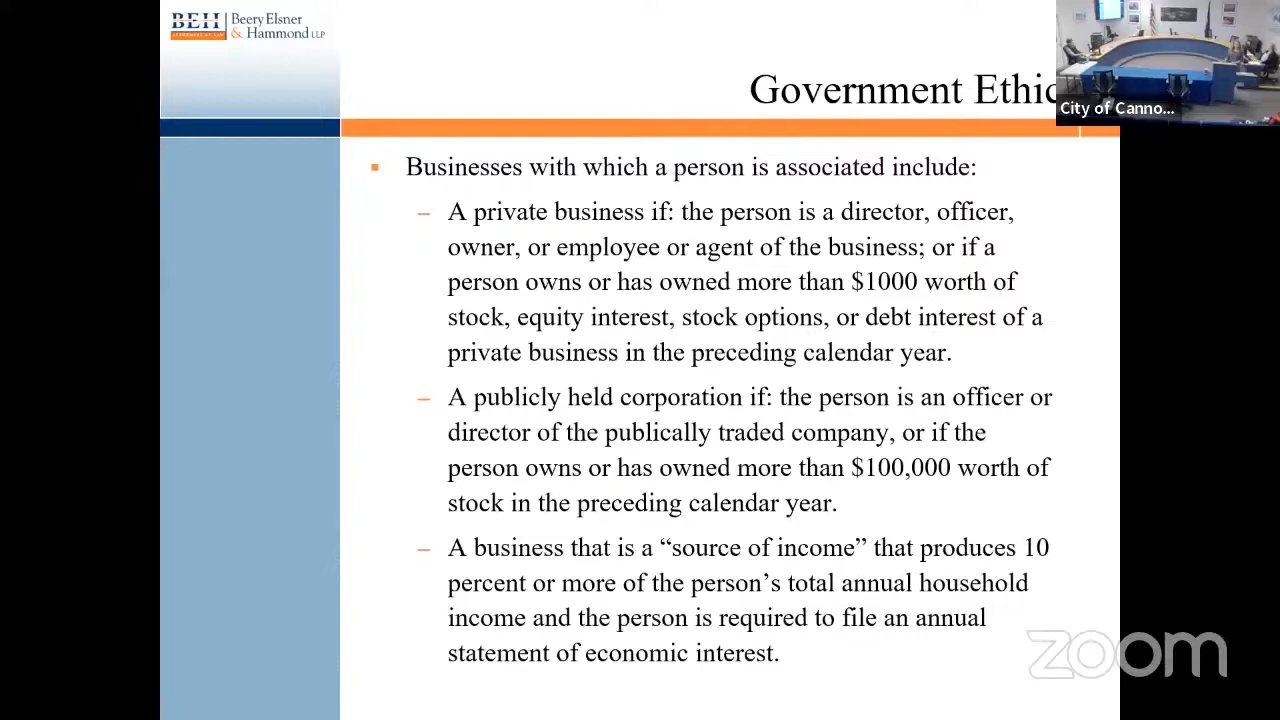 BEH
Beery Elsner
& Hammond LLP
ATTORNEYS AT LAW
Government Ethic
City of Canno...
▪ Businesses with which a person is associated include:
– A private business if: the person is a director, officer,
owner, or employee or agent of the business; or if a
person owns or has owned more than $1000 worth of
stock, equity interest, stock options, or debt interest of a
private business in the preceding calendar year.
– A publicly held corporation if: the person is an officer or
director of the publically traded company, or if the
person owns or has owned more than $100,000 worth of
stock in the preceding calendar year.
– A business that is a “source of income” that produces 10
percent or more of the person’s total annual household
income and the person is required to file an annual
statement of economic interest.
zoom